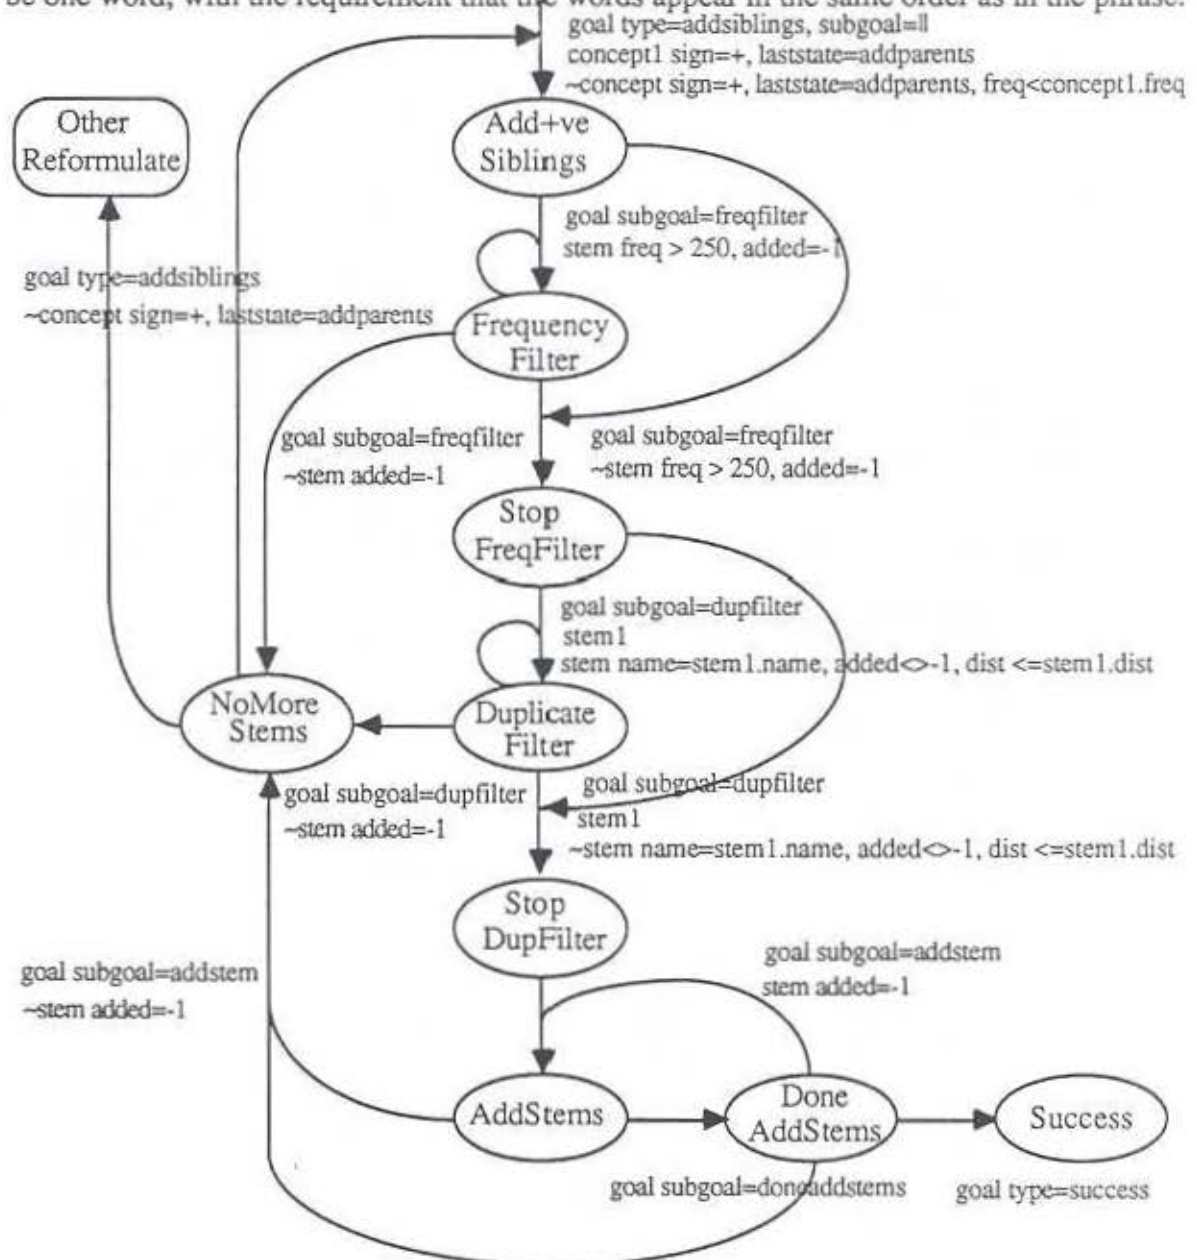 be one word, with the requirement that the words appear in the same order as in the phrase.
goal type=addsiblings, subgoal=[]
concept1 sign=+, laststate=addparents
~concept sign=+, laststate=addparents, freq<concept1.freq
Other
Reformulate
Add+ve
Siblings
goal subgoal=freqfilter
stem freq > 250, added=-1
goal type=addsiblings
~concept sign=+, laststate=addparents
Frequency
Filter
goal subgoal=freqfilter
~stem added=-1
goal subgoal=freqfilter
~stem freq > 250, added=-1
Stop
FreqFilter
goal subgoal=dupfilter
stem1
stem name=stem1.name, added<>-1, dist <=stem1.dist
NoMore
Stems
Duplicate
Filter
goal subgoal=dupfilter
~stem added=-1
goal subgoal=dupfilter
stem1
~stem name=stem1.name, added<>-1, dist <=stem1.dist
Stop
DupFilter
goal subgoal=addstem
~stem added=-1
goal subgoal=addstem
stem added=-1
AddStems
Done
AddStems
Success
goal subgoal=doneaddstems
goal type=success